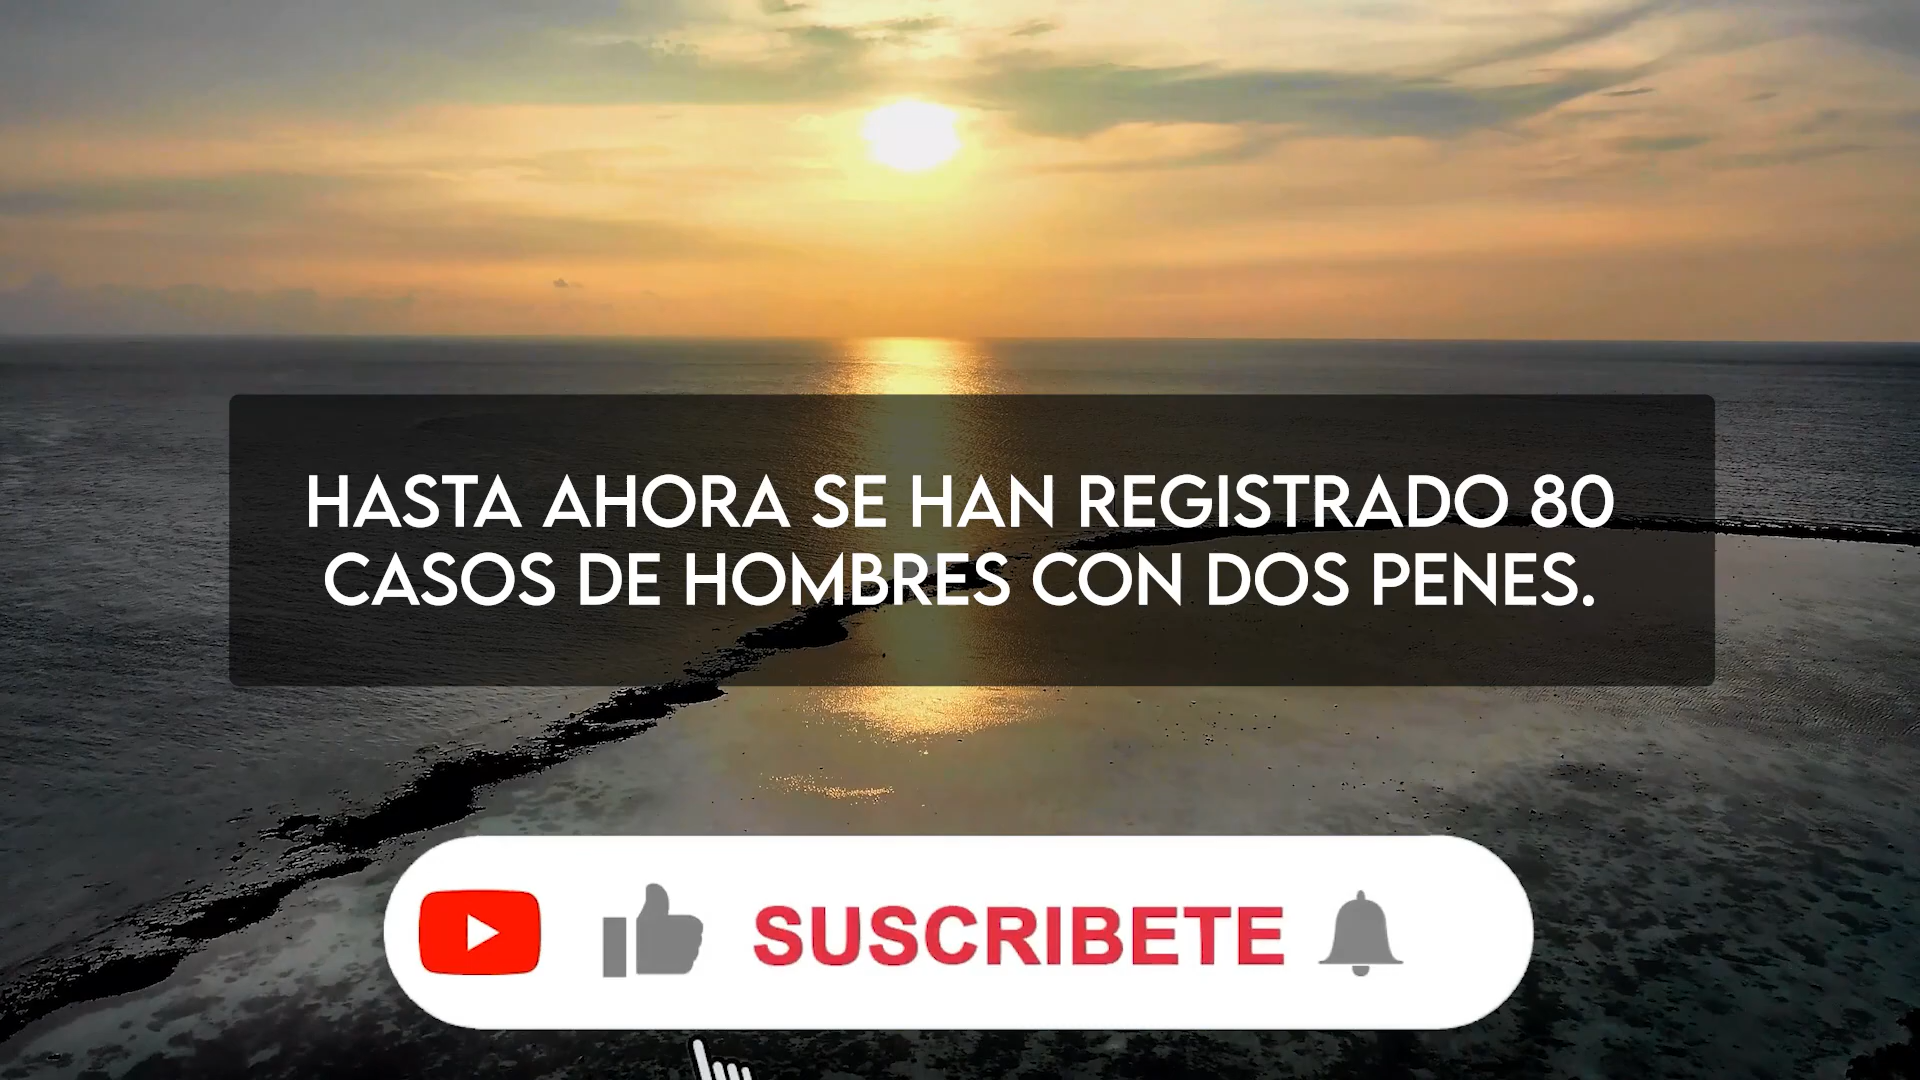 HASTA AHORA SE HAN REGISTRADO 80
CASOS DE HOMBRES CON DOS PENES.
SUSCRIBETE